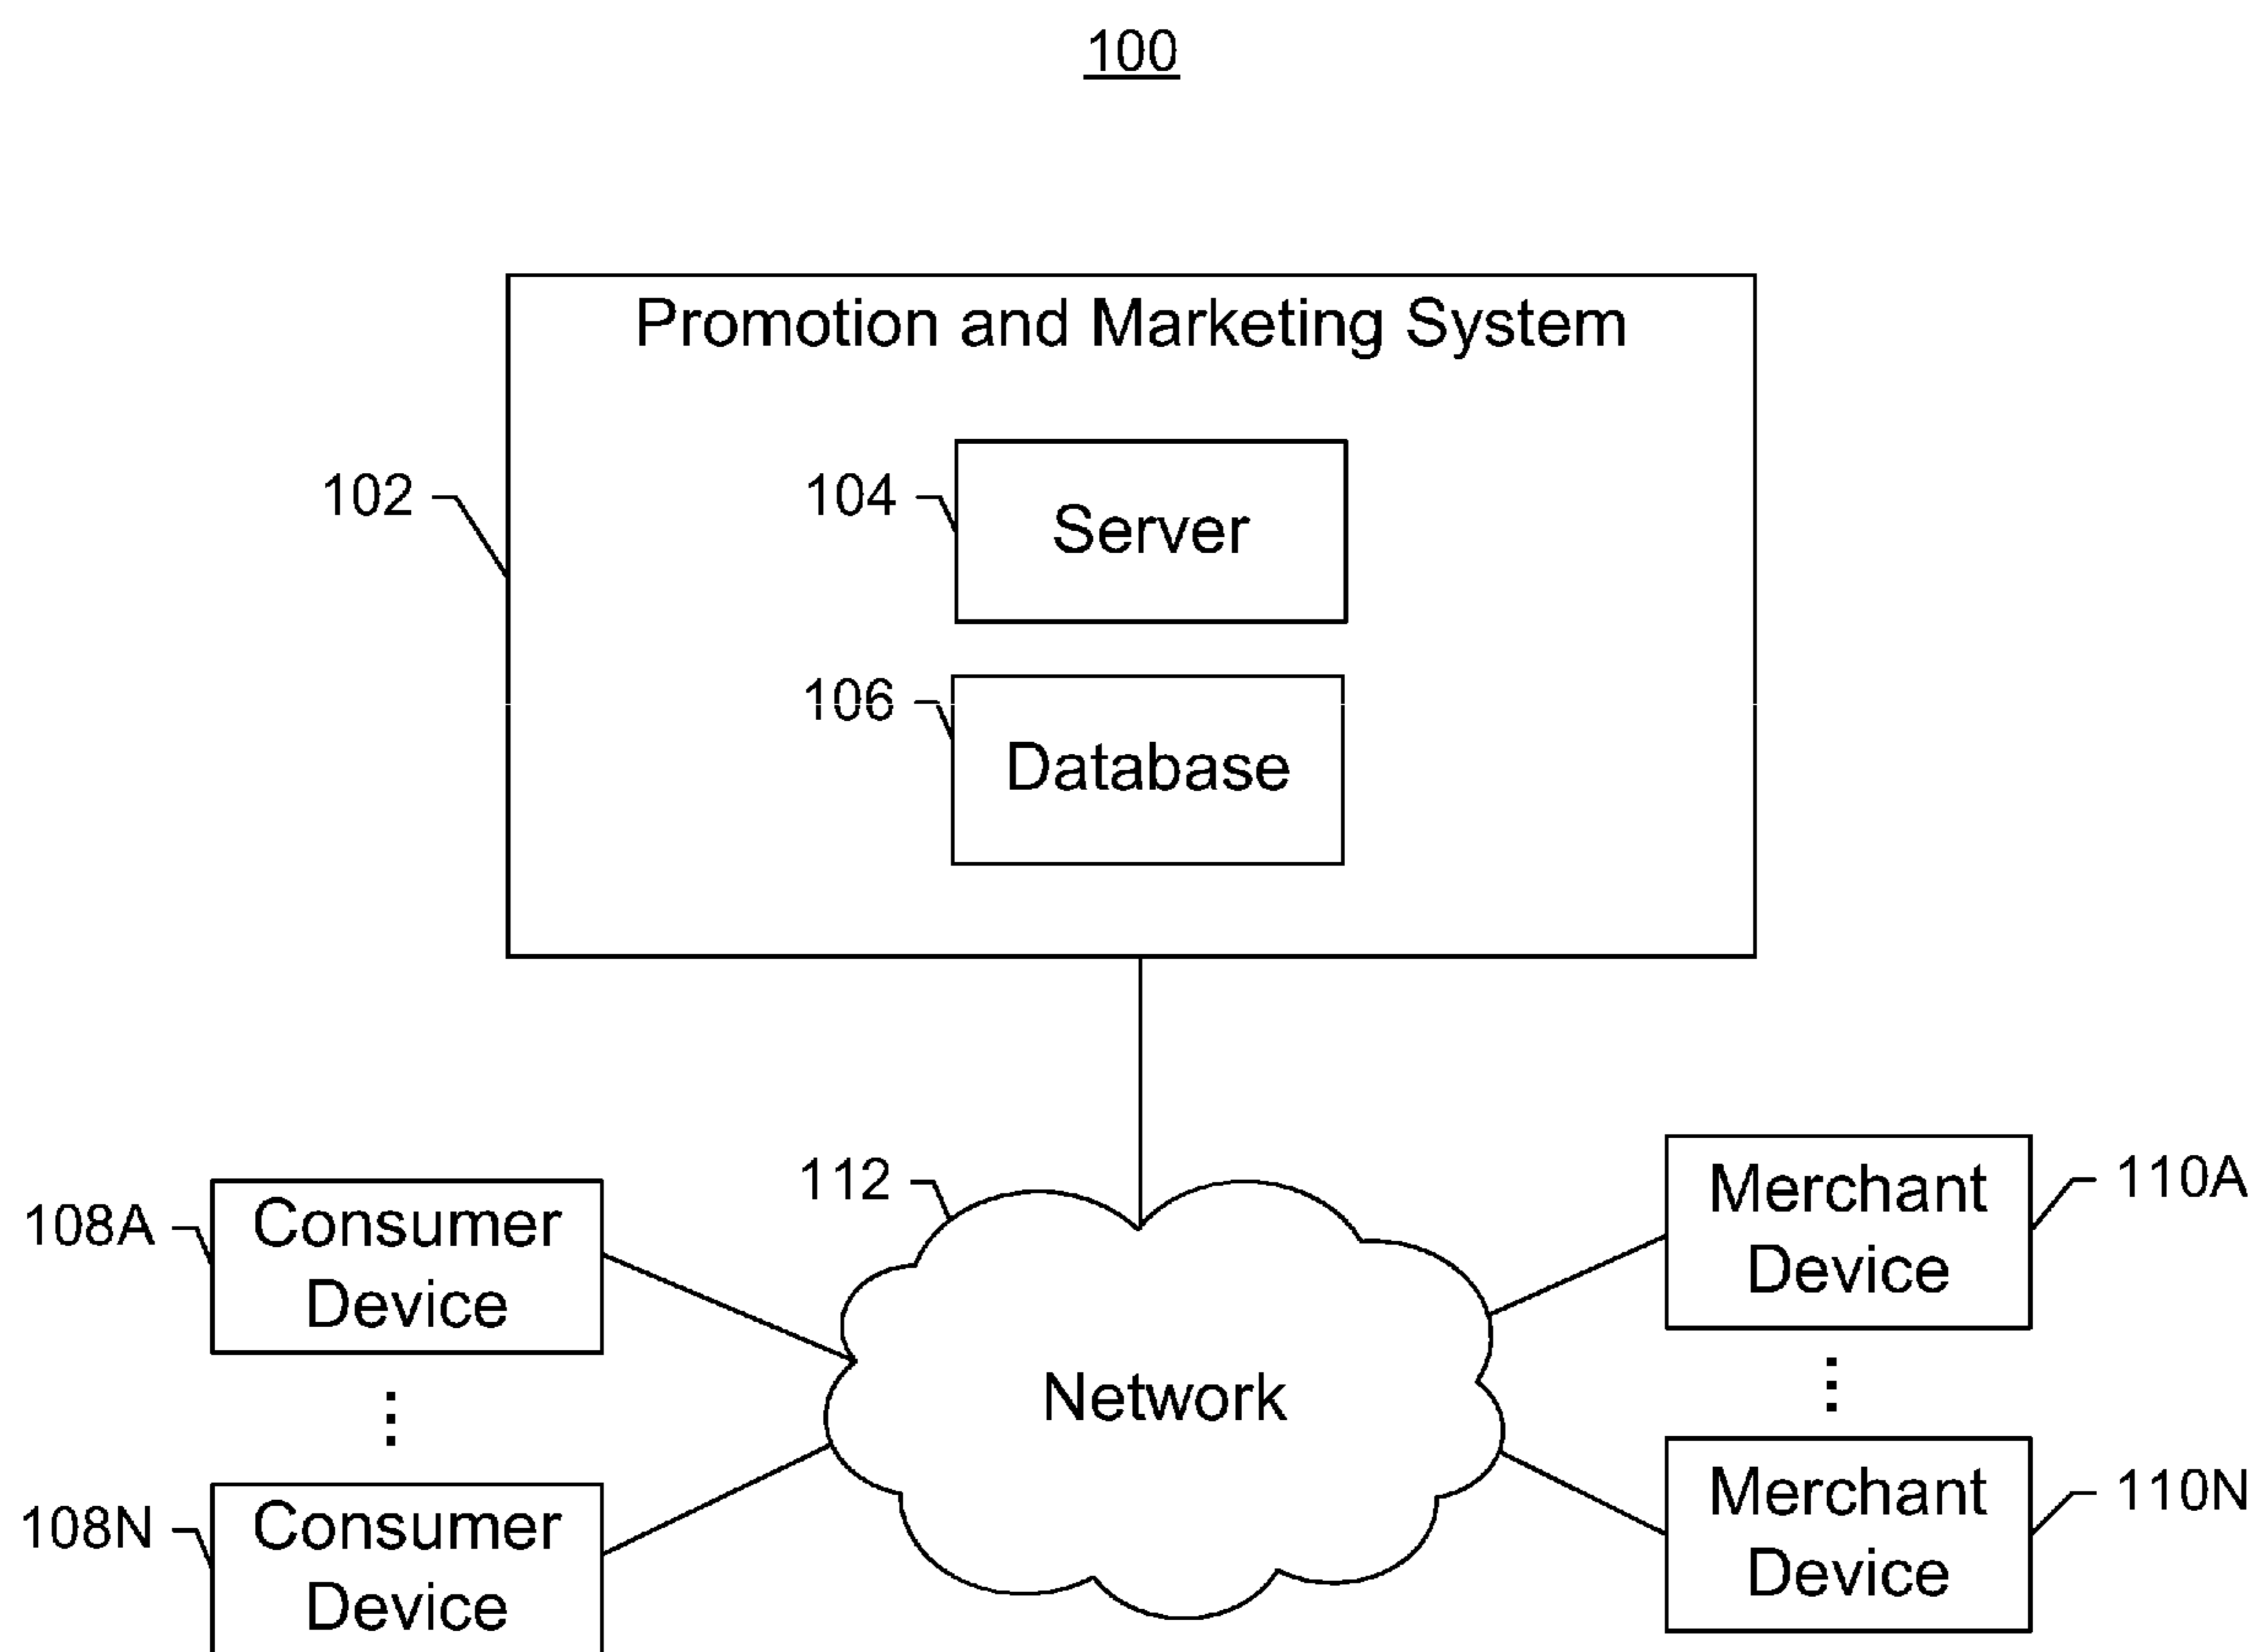 100
Promotion and Marketing System
102
104
Server
106
Database
112
108A
Consumer
Device
108N
Consumer
Device
Network
Merchant
Device
110A
Merchant
Device
110N